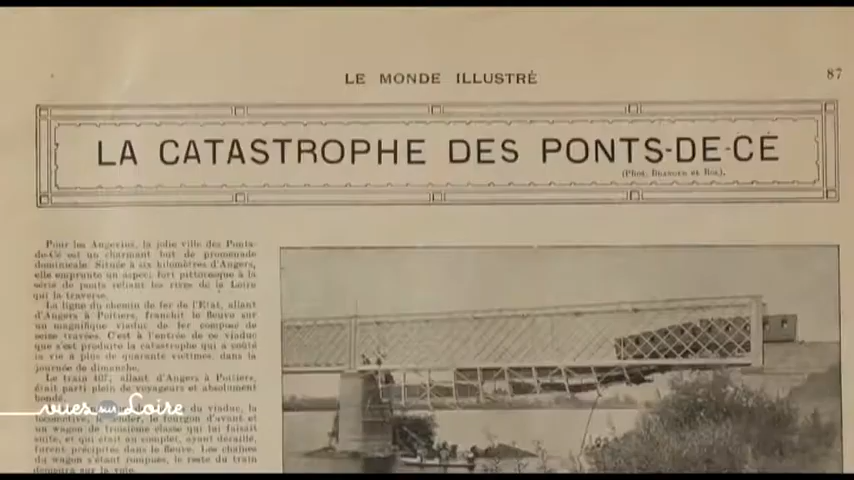 LE MONDE ILLUSTRÉ
87
LA CATASTROPHE DES PONTS-DE-CÉ
(Phot. et Bol).
Pour les Angevins, la jolie ville des Ponts-
de-Cé est un charmant but de promenade
dominicale. Située à six kilomètres d'Angers,
elle emprunte un aspect fort pittoresque à la
série de ponts reliant les rives de la Loire
qui la traverse.
La ligne du chemin de fer de l'État, allant
d'Angers à Poitiers, franchit le fleuve sur
un magnifique viaduc de fer composé de
seize travées. C'est à l'entrée de ce viaduc
que s'est produite la catastrophe qui a coûté
la vie à plus de quarante victimes, dans la
journée de dimanche.
Le train 407, allant d'Angers à Poitiers,
était parti plein de voyageurs et absolument
bondé.
du viaduc, la
locomotive, le tender, le fourgon d'avant et
un wagon de troisième classe qui lui faisait
suite, et qui était au complet, ayant déraillé,
furent précipités dans le fleuve. Les chaînes
du wagon s'étant rompues, le reste du train
demeura sur la voie.
vues sur Loire